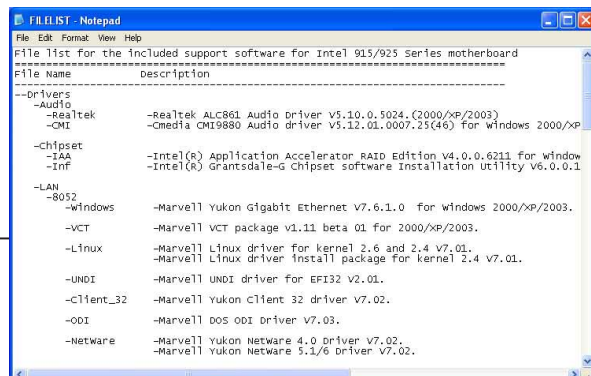 FILELIST - Notepad
File Edit Format View Help
File list for the included support software for Intel 915/925 Series motherboard
================================================================================
File Name Description
--------------------------------------------------------------------------------
--Drivers
-Audio
-Realtek -Realtek ALC861 Audio Driver V5.10.0.5024.(2000/XP/2003)
-CMI -Cmedia CMI9880 Audio driver V5.12.01.0007.25(46) for Windows 2000/XP
-Chipset
-IAA -Intel(R) Application Accelerator RAID Edition V4.0.0.6211 for Window
-Inf -Intel(R) Grantsdale-G Chipset software Installation Utility V6.0.0.1
-LAN
-8052
-Windows -Marvell Yukon Gigabit Ethernet V7.6.1.0 for Windows 2000/XP/2003.
-VCT -Marvell VCT package v1.11 beta 01 for 2000/XP/2003.
-Linux -Marvell Linux driver for kernel 2.6 and 2.4 V7.01.
-Marvell Linux driver install package for kernel 2.4 V7.01.
-UNDI -Marvell UNDI driver for EFI32 V2.01.
-Client_32 -Marvell Yukon Client 32 driver V7.02.
-ODI -Marvell DOS ODI Driver V7.03.
-NetWare -Marvell Yukon NetWare 4.0 Driver V7.02.
-Marvell Yukon NetWare 5.1/6 Driver V7.02.